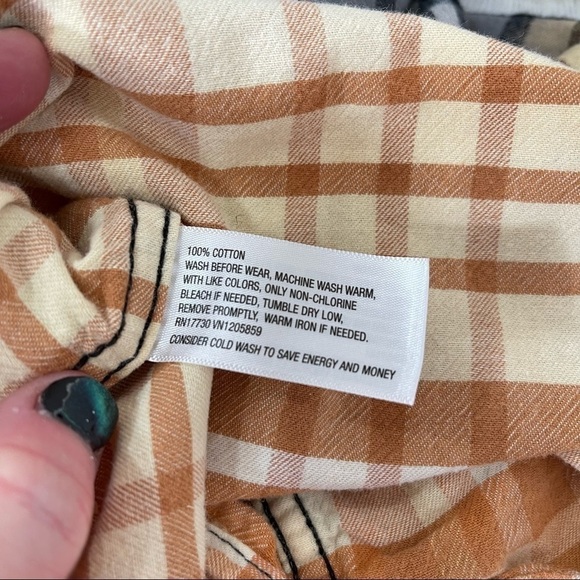 100% COTTON
WASH BEFORE WEAR, MACHINE WASH WARM,
WITH LIKE COLORS, ONLY NON-CHLORINE
BLEACH IF NEEDED, TUMBLE DRY LOW,
REMOVE PROMPTLY, WARM IRON IF NEEDED.
RN17730 VN1205859
CONSIDER COLD WASH TO SAVE ENERGY AND MONEY